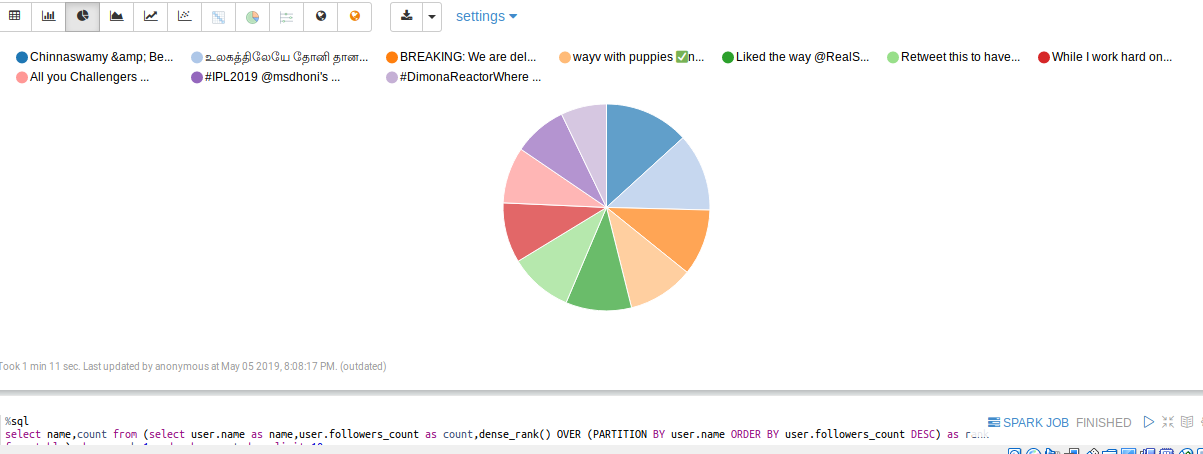 settings
Chinnaswamy &amp; Be... உலகத்திலேயே தோனி தான... BREAKING: We are del... wayv with puppies ✅n... Liked the way @RealS... Retweet this to have... While I work hard on...
All you Challengers ... #IPL2019 @msdhoni's ... #DimonaReactorWhere ...
Took 1 min 11 sec. Last updated by anonymous at May 05 2019, 8:08:17 PM. (outdated)
%sql
SPARK JOB FINISHED
select name,count from (select user.name as name,user.followers_count as count,dense_rank() OVER (PARTITION BY user.name ORDER BY user.followers_count DESC) as rank